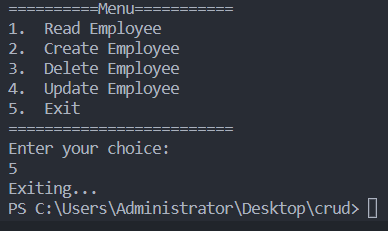 ==========Menu===========
1.  Read Employee
2.  Create Employee
3.  Delete Employee
4.  Update Employee
5.  Exit
=========================
Enter your choice:
5
Exiting...
PS C:\Users\Administrator\Desktop\crud>